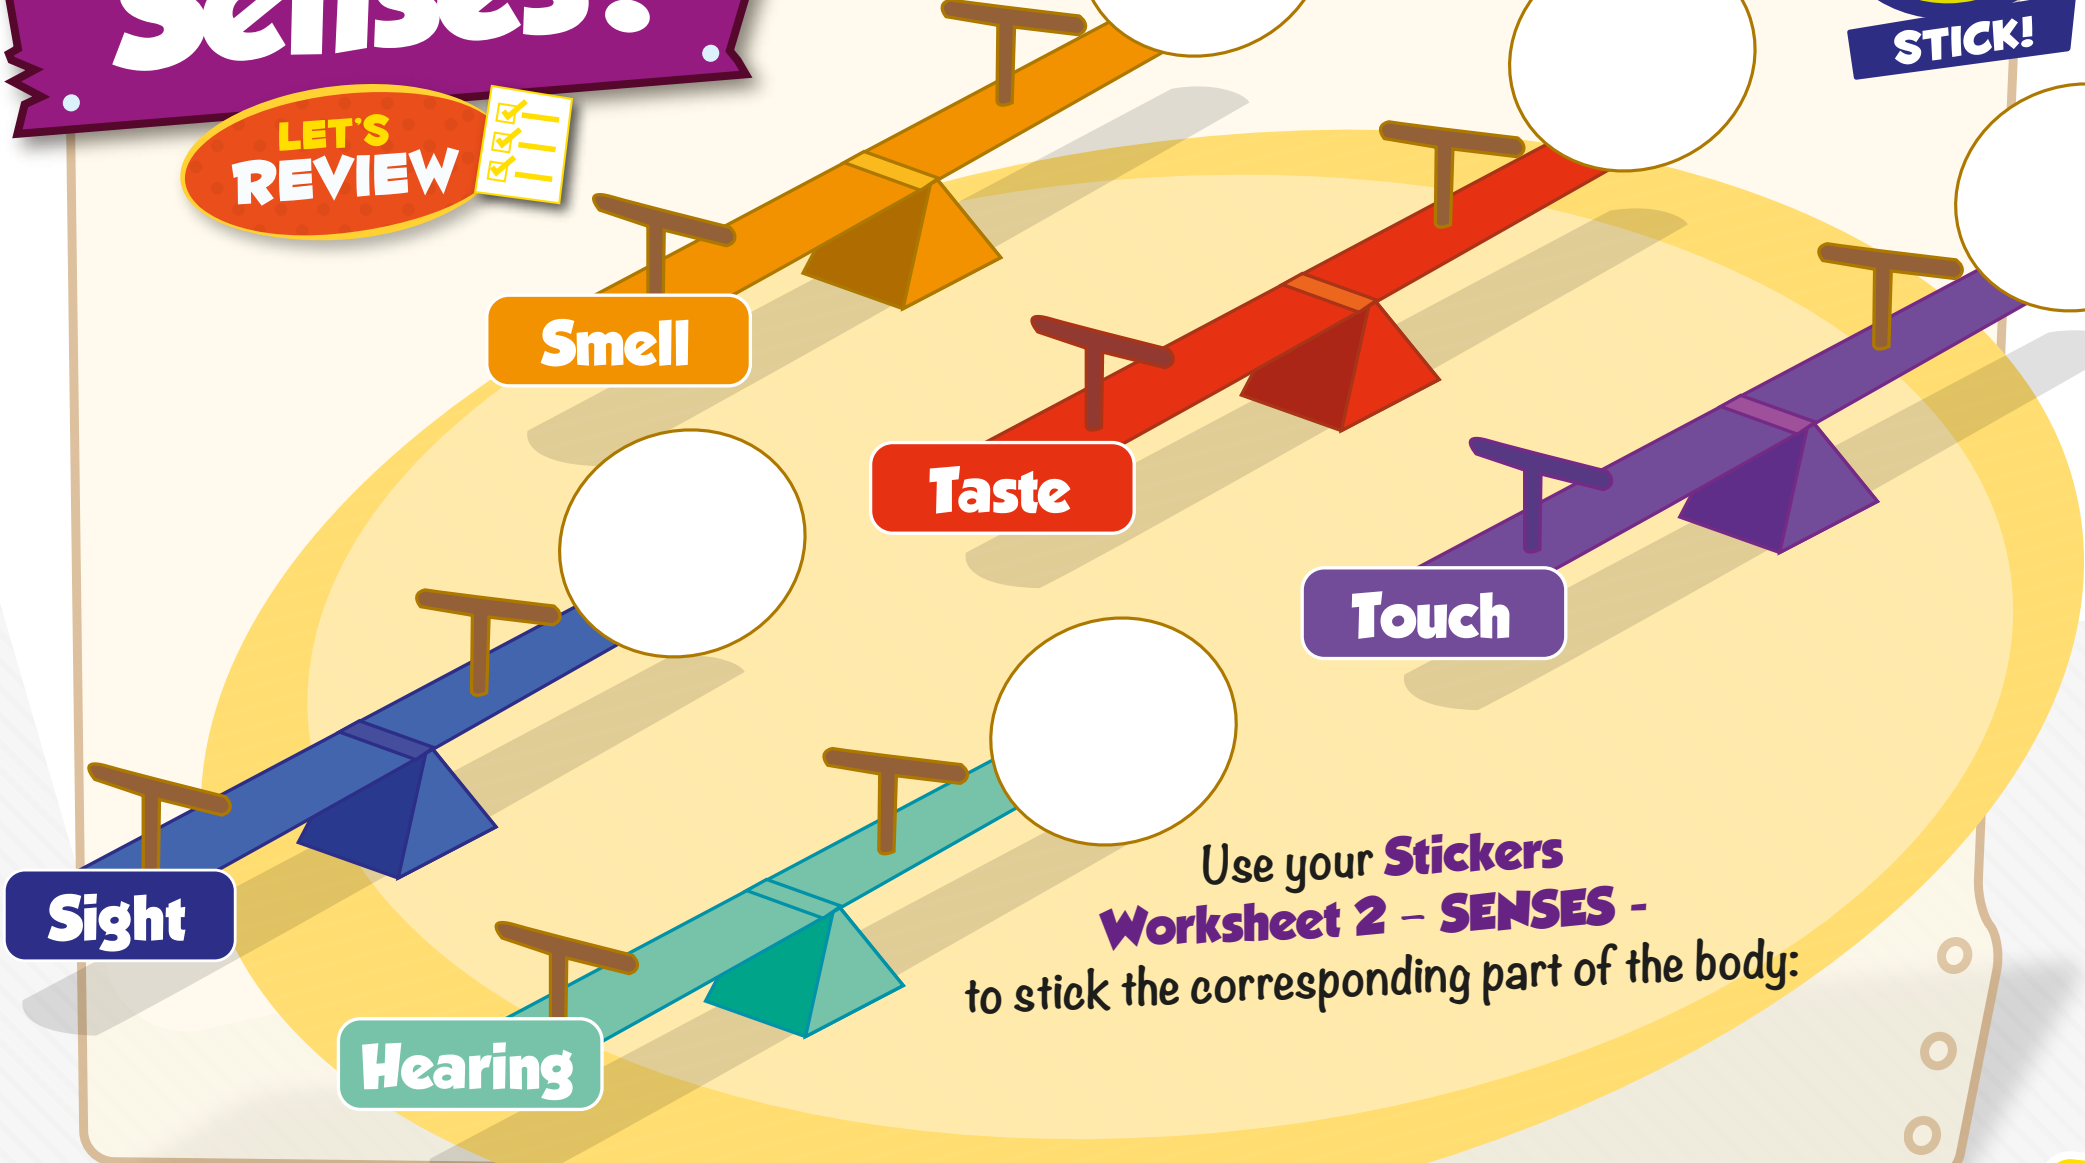 Senses!
STICK!
LET'S
REVIEW
Smell
Taste
Touch
Sight
Hearing
Use your Stickers
Worksheet 2 - SENSES -
to stick the corresponding part of the body: